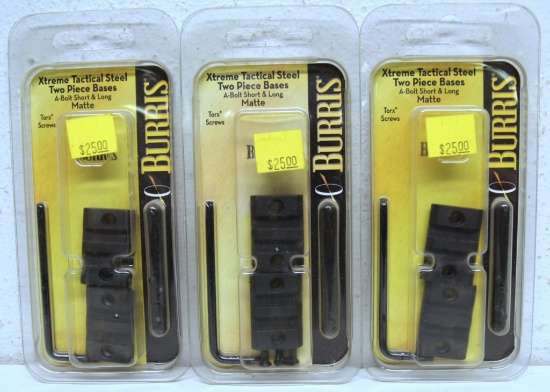 Xtreme Tactical Steel
Two Piece Bases
A-Bolt Short & Long
Matte
Torx®
Screws
BURRIS
$25.00
Xtreme Tactical Steel
Two Piece Bases
A-Bolt Short & Long
Matte
Torx®
Screws
BURRIS
$25.00
Xtreme Tactical Steel
Two Piece Bases
A-Bolt Short & Long
Matte
Torx®
Screws
BURRIS
$25.00